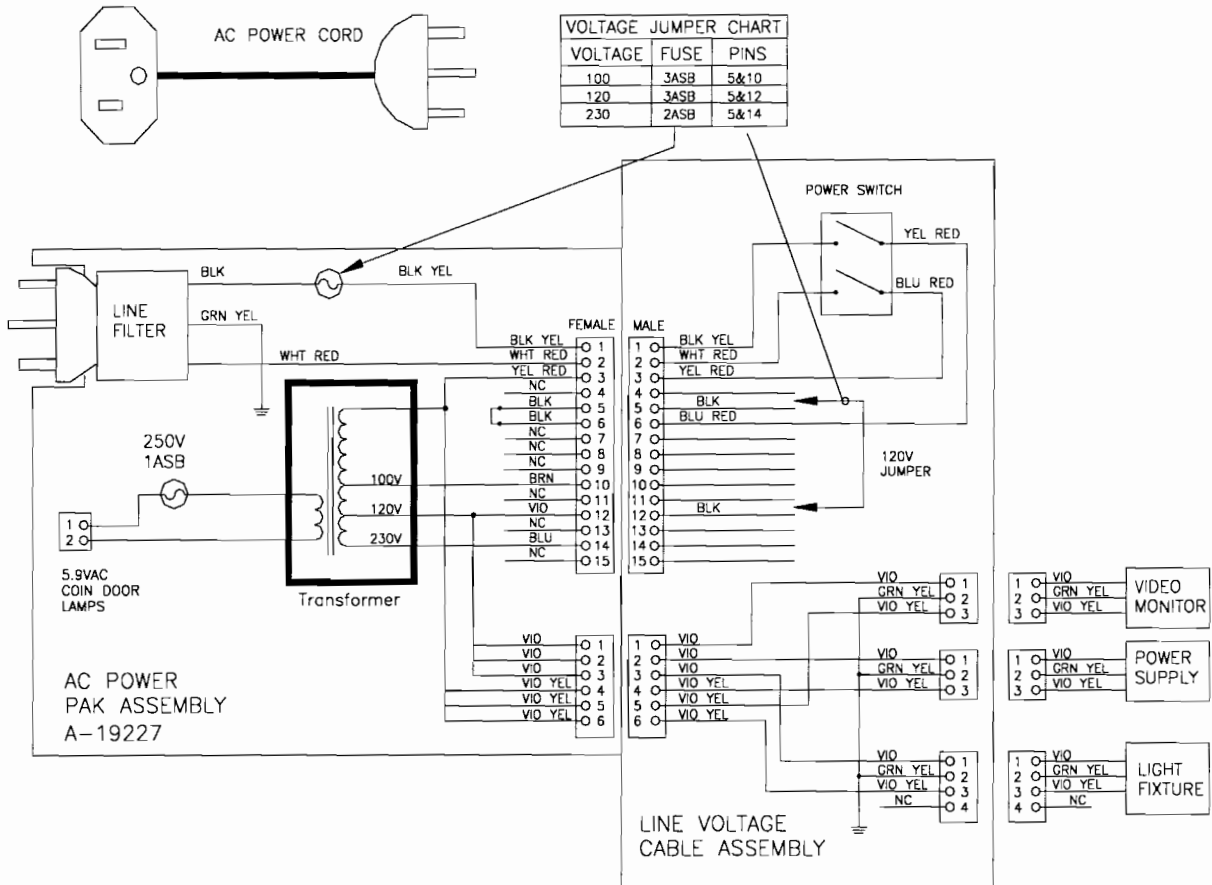 AC POWER CORD
VOLTAGE JUMPER CHART
VOLTAGE FUSE PINS
100 3ASB 5&10
120 3ASB 5&12
230 2ASB 5&14
POWER SWITCH
YEL RED
BLU RED
BLK
BLK YEL
LINE
FILTER
GRN YEL
WHT RED
FEMALE
BLK YEL 1
WHT RED 2
YEL RED 3
NC 4
BLK 5
BLK 6
NC 7
NC 8
NC 9
BRN 10
NC 11
VIO 12
NC 13
BLU 14
NC 15
MALE
1 BLK YEL
2 WHT RED
3 YEL RED
4
5 BLK
6 BLU RED
7
8
9
10
11
12 BLK
13
14
15
120V
JUMPER
250V
1ASB
100V
120V
230V
Transformer
1
2
5.9VAC
COIN DOOR
LAMPS
AC POWER
PAK ASSEMBLY
A-19227
VIO 1
VIO 2
VIO 3
VIO YEL 4
VIO YEL 5
VIO YEL 6
1 VIO
2 VIO
3 VIO
4 VIO YEL
5 VIO YEL
6 VIO YEL
VIO 1
GRN YEL 2
VIO YEL 3
1 VIO
2 GRN YEL
3 VIO YEL
VIDEO
MONITOR
VIO 1
GRN YEL 2
VIO YEL 3
1 VIO
2 GRN YEL
3 VIO YEL
POWER
SUPPLY
VIO 1
GRN YEL 2
VIO YEL 3
NC 4
1 VIO
2 GRN YEL
3 VIO YEL
4 NC
LIGHT
FIXTURE
LINE VOLTAGE
CABLE ASSEMBLY